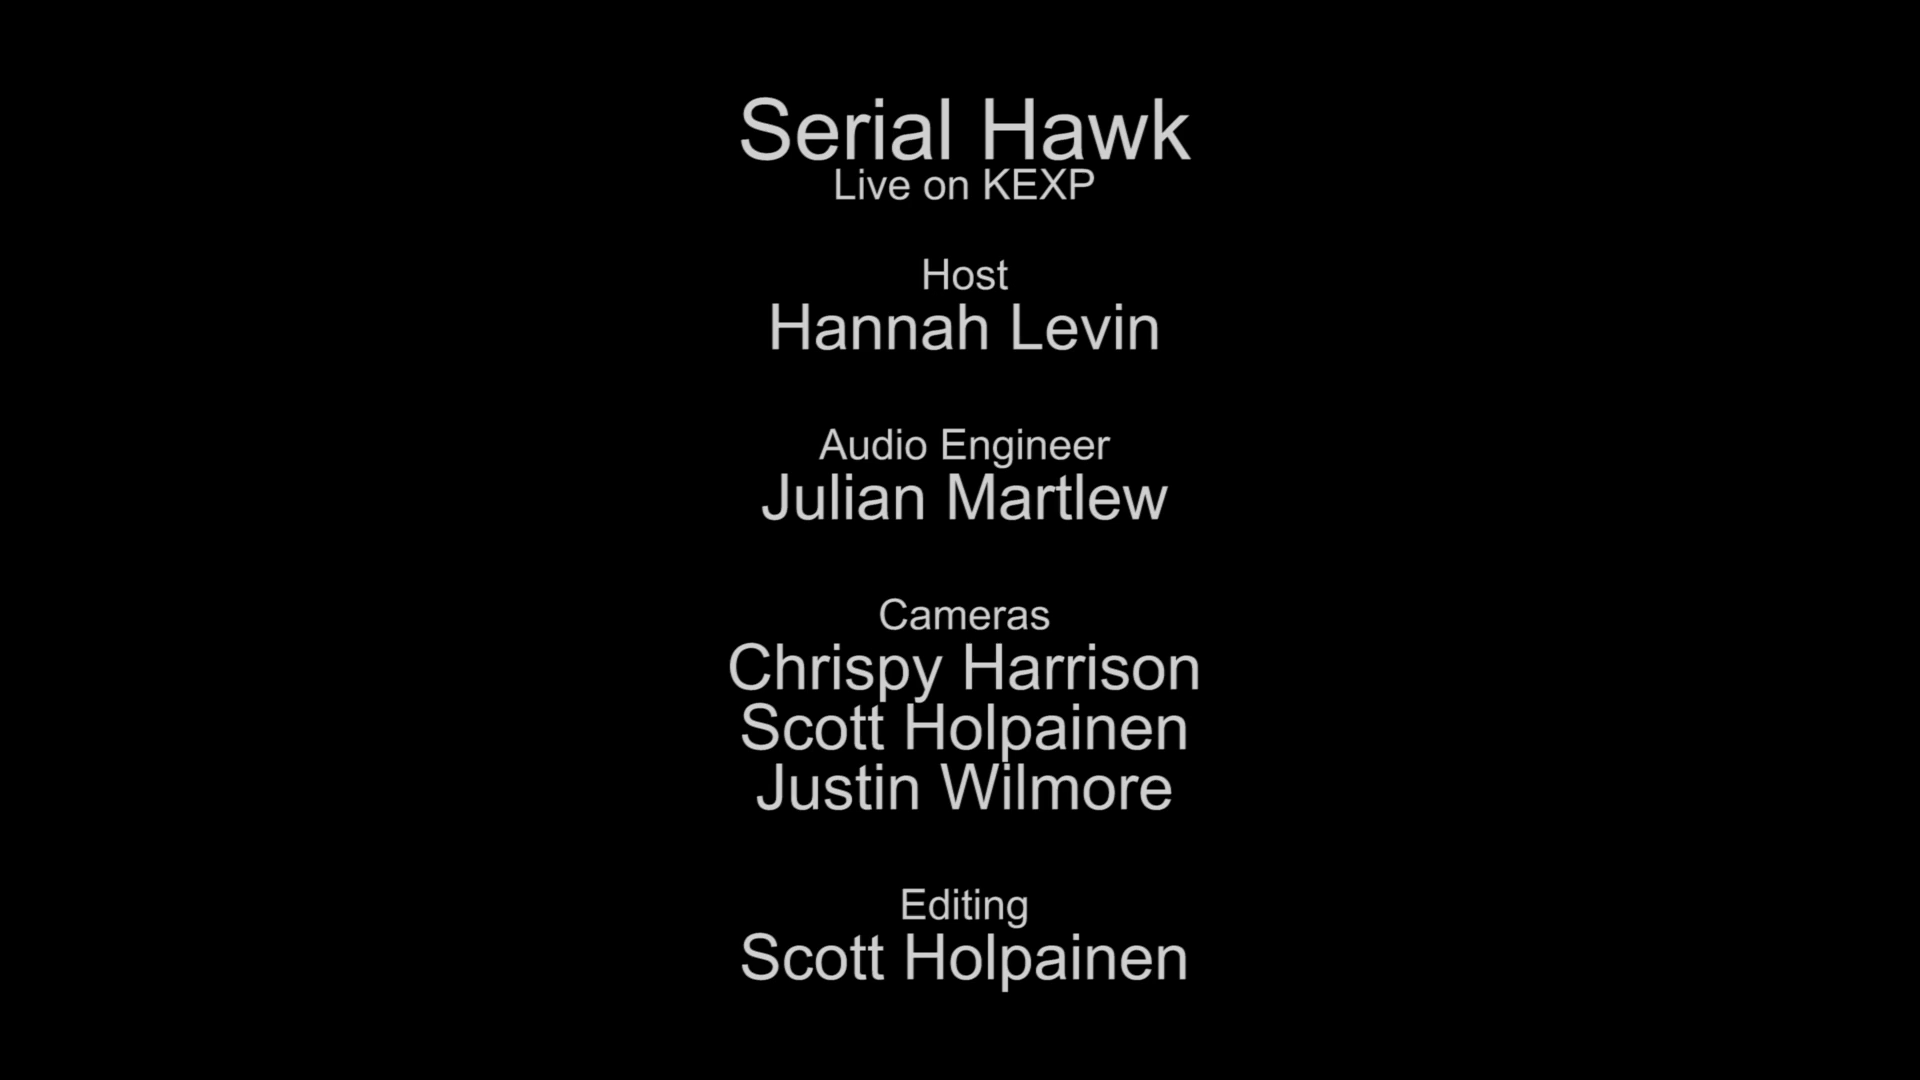 Serial Hawk
Live on KEXP
Host
Hannah Levin
Audio Engineer
Julian Martlew
Cameras
Chrispy Harrison
Scott Holpainen
Justin Wilmore
Editing
Scott Holpainen